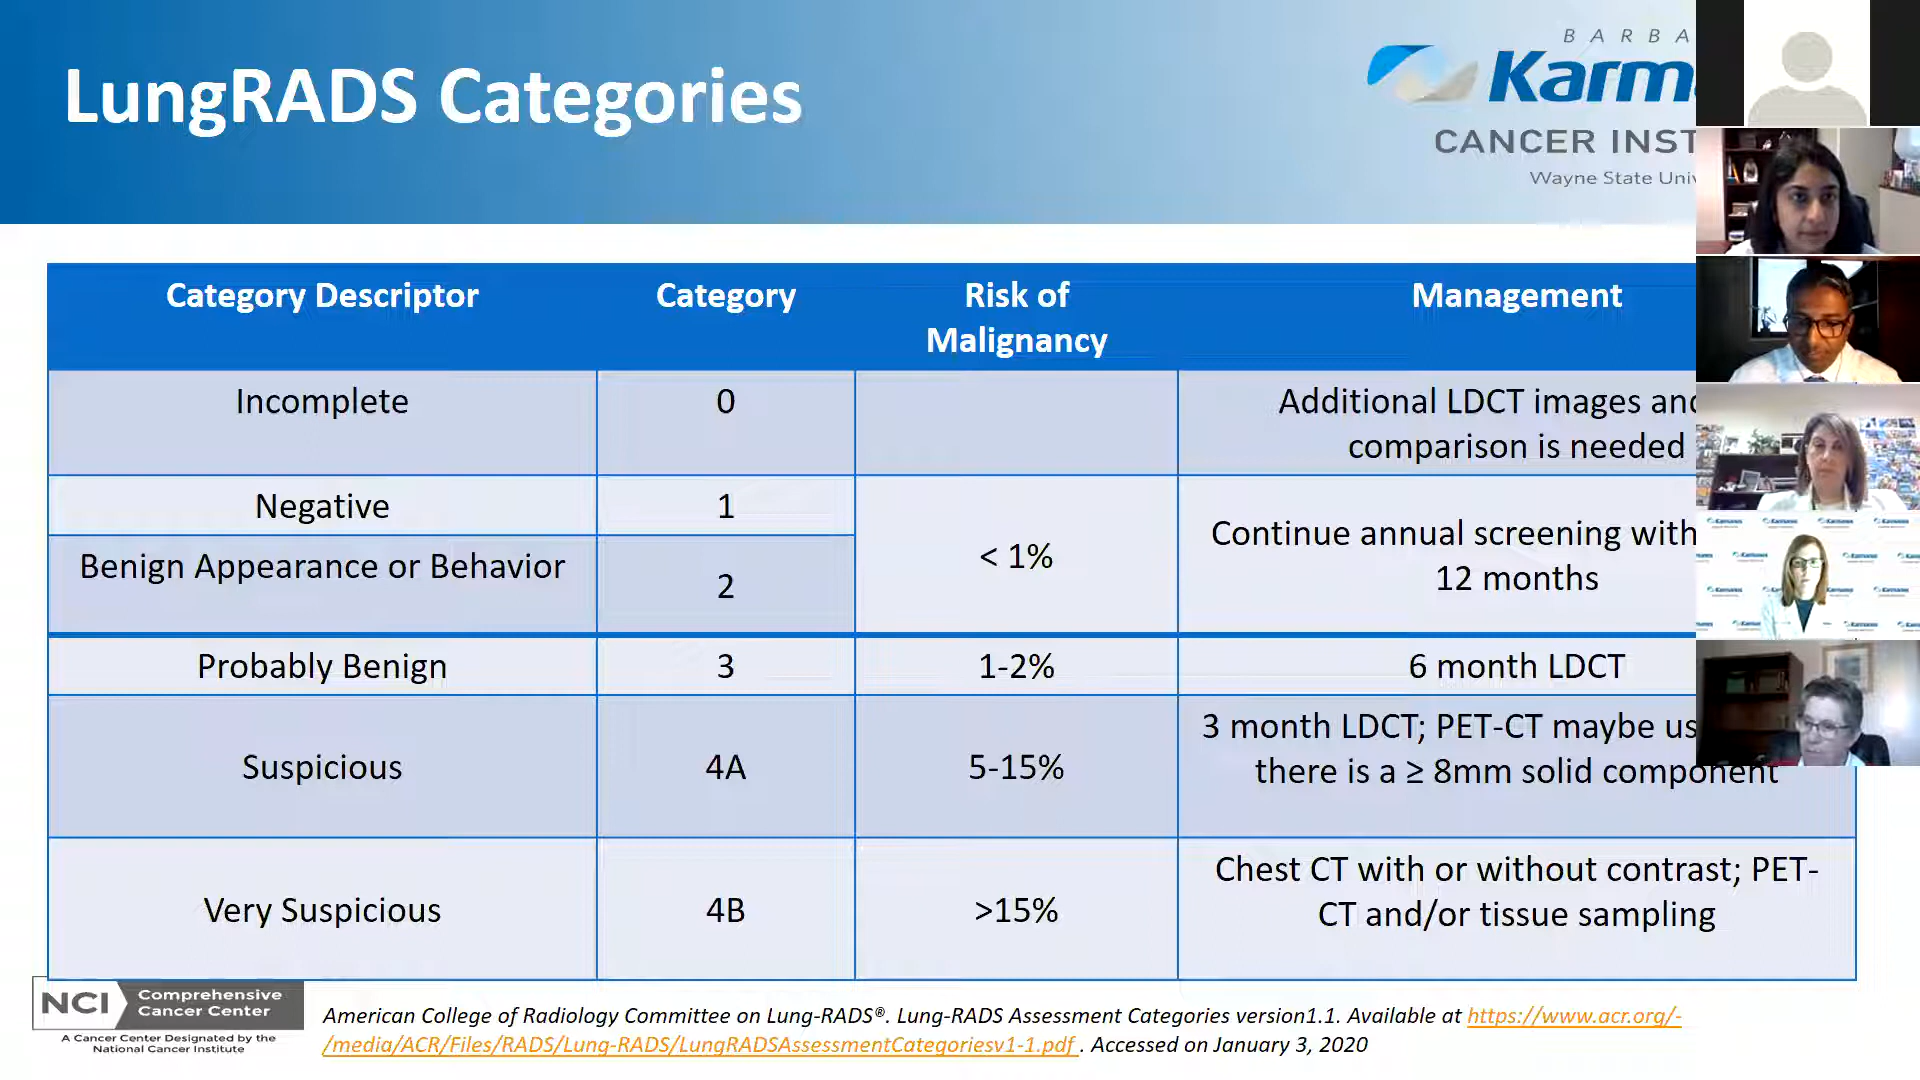 LungRADS Categories
BARBA
Karm
CANCER INST
Wayne State Univ
Category Descriptor
Category
Risk of
Malignancy
Management
Incomplete
0
Additional LDCT images and
comparison is needed
Negative
1
Benign Appearance or Behavior
2
< 1%
Continue annual screening with
12 months
Probably Benign
3
1-2%
6 month LDCT
Suspicious
4A
5-15%
3 month LDCT; PET-CT maybe us
there is a ≥ 8mm solid component
Very Suspicious
4B
>15%
Chest CT with or without contrast; PET-
CT and/or tissue sampling
NCI
Comprehensive
Cancer Center
A Cancer Center Designated by the
National Cancer Institute
American College of Radiology Committee on Lung-RADS®. Lung-RADS Assessment Categories version1.1. Available at https://www.acr.org/-
/media/ACR/Files/RADS/Lung-RADS/LungRADSAssessmentCategoriesv1-1.pdf . Accessed on January 3, 2020